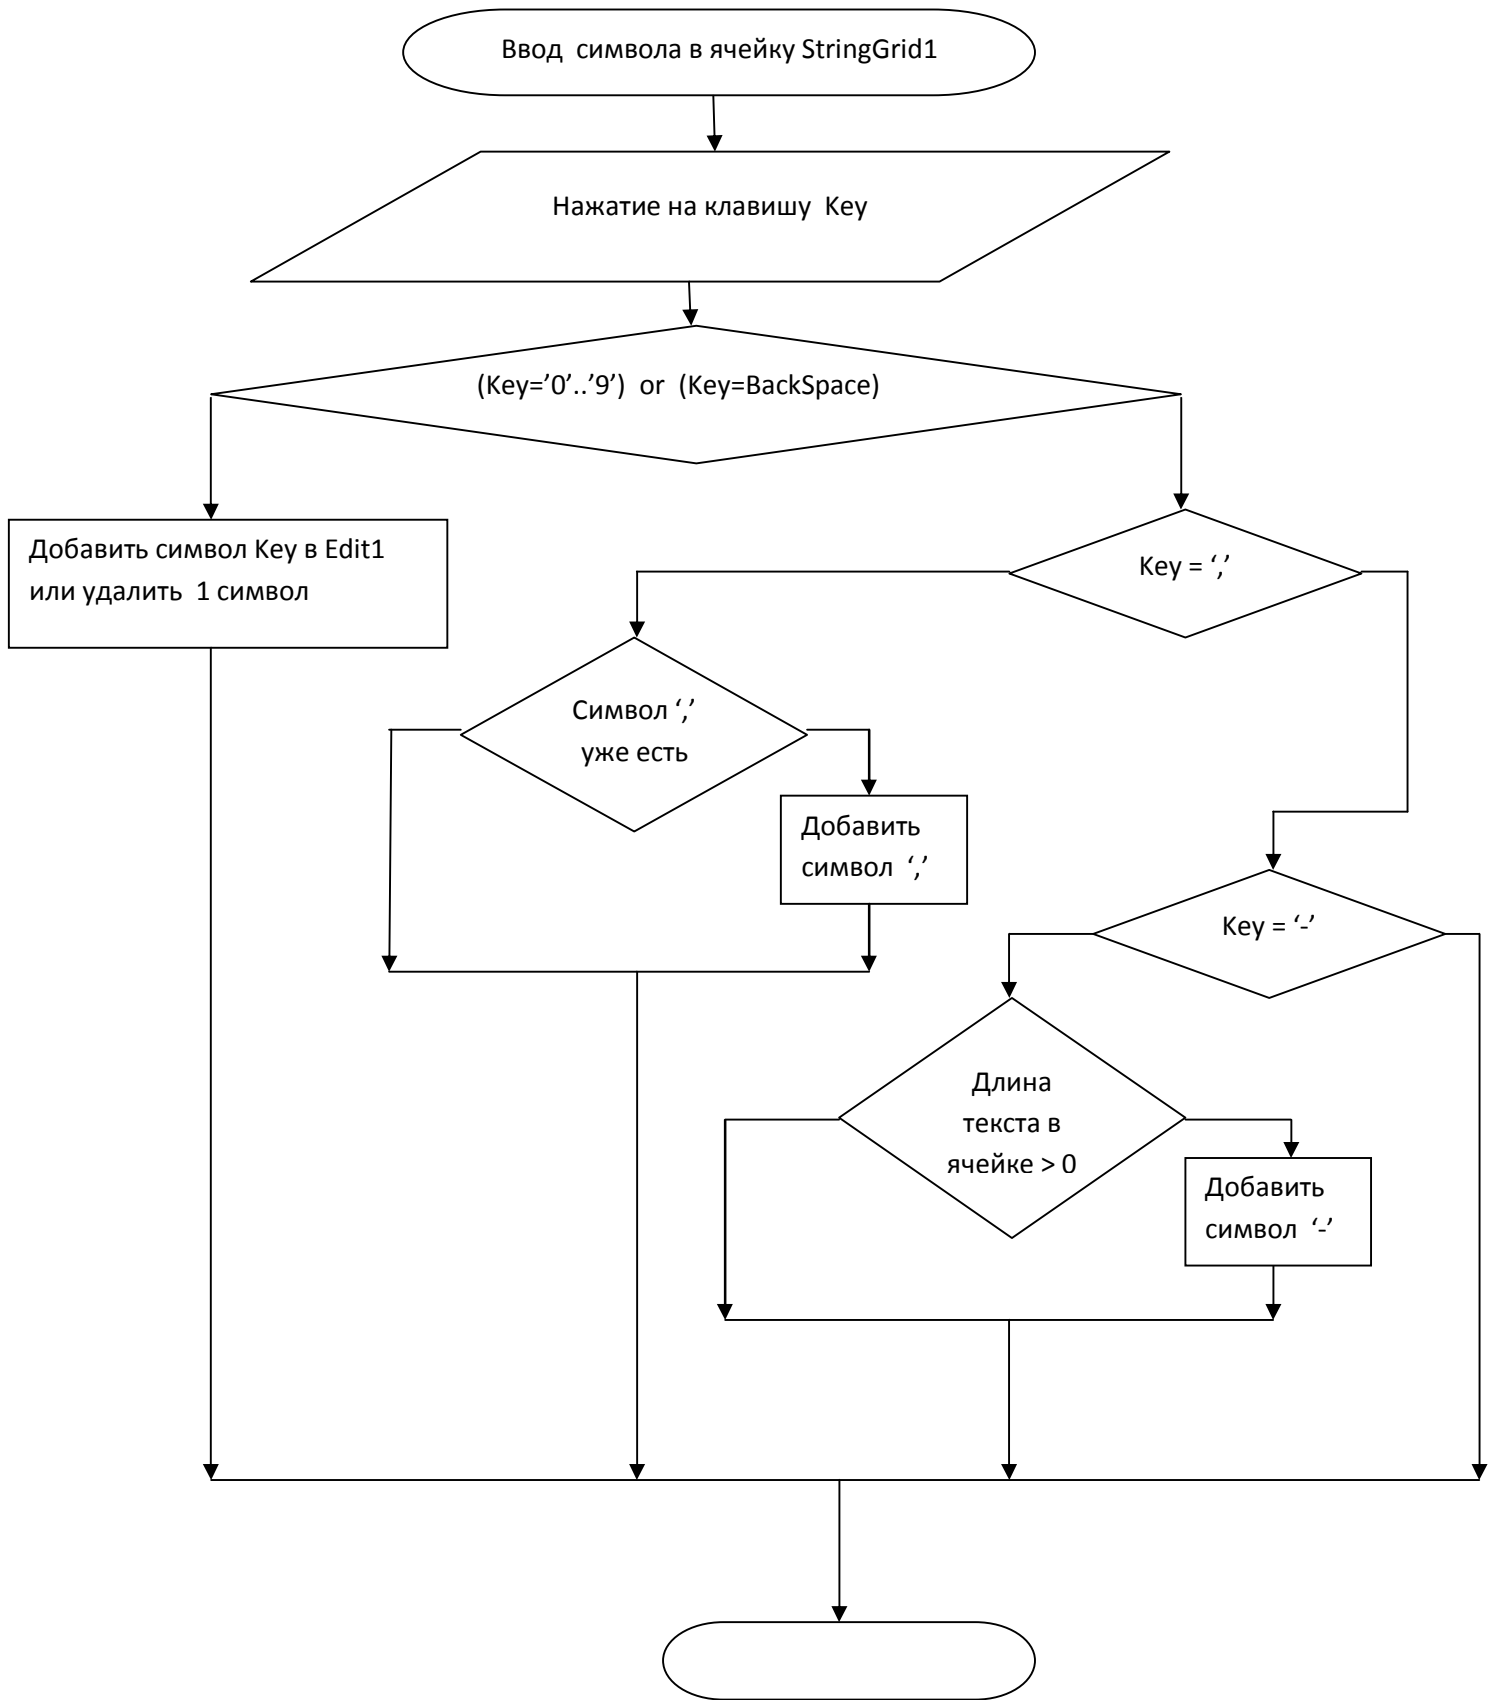 Ввод символа в ячейку StringGrid1
Нажатие на клавишу Key
(Key=’0’..’9’) or (Key=BackSpace)
Добавить символ Key в Edit1
или удалить 1 символ
Key = ‘,’
Символ ‘,’
уже есть
Добавить
символ ‘,’
Key = ‘-’
Длина
текста в
ячейке > 0
Добавить
символ ‘-’